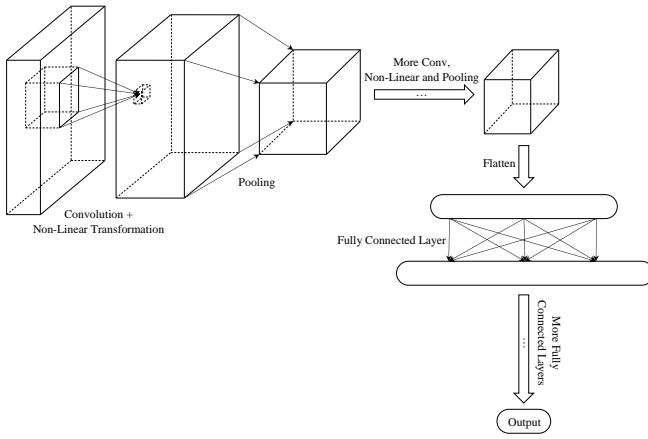 Convolution +
Non-Linear Transformation
Pooling
More Conv,
Non-Linear and Pooling
...
Flatten
Fully Connected Layer
More Fully
Connected Layers
...
Output